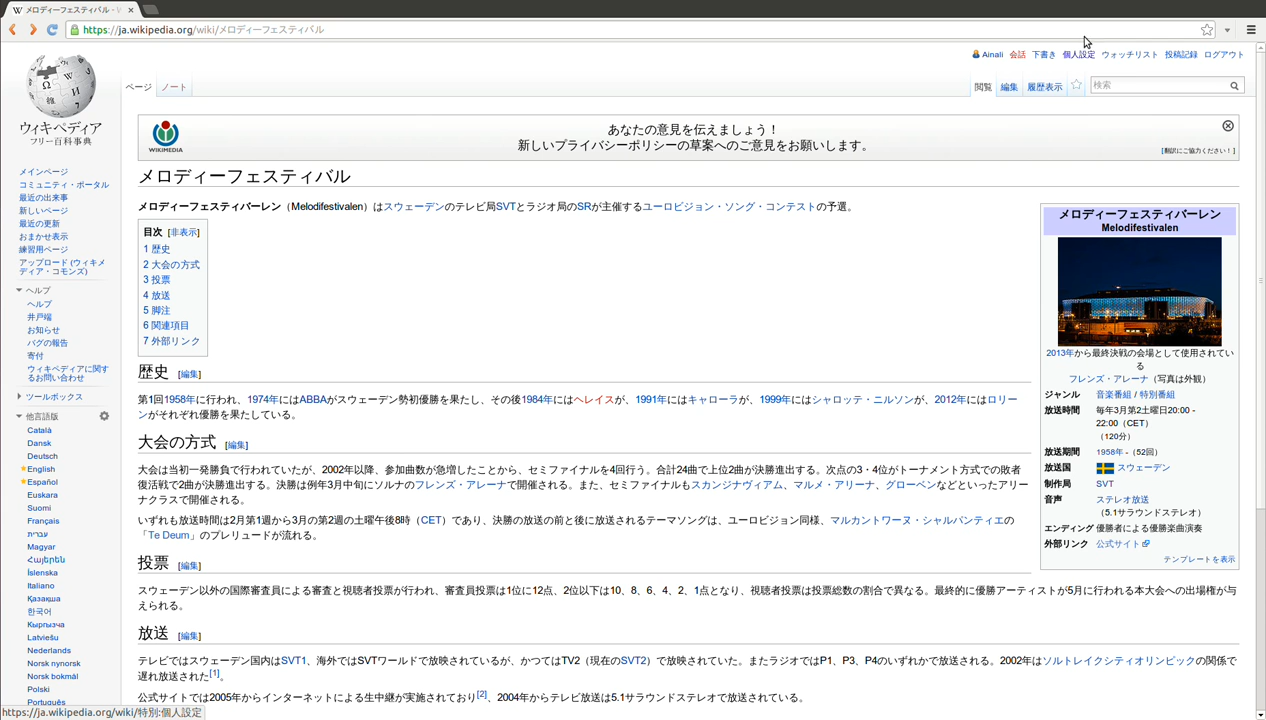 メロディーフェスティバル - W
https://ja.wikipedia.org/wiki/メロディーフェスティバル
Ainali 会話 下書き 個人設定 ウォッチリスト 投稿記録 ログアウト
ページ ノート
閲覧 編集 履歴表示 検索
ウィキペディア
フリー百科事典
メインページ
コミュニティ・ポータル
最近の出来事
新しいページ
最近の更新
おまかせ表示
練習用ページ
アップロード (ウィキメ
ディア・コモンズ)
ヘルプ
ヘルプ
井戸端
お知らせ
バグの報告
寄付
ウィキペディアに関す
るお問い合わせ
ツールボックス
他言語版
Català
Dansk
Deutsch
English
Español
Euskara
Suomi
Français
עברית
Magyar
Հայերեն
Íslenska
Italiano
Қазақша
한국어
Кыргызча
Latviešu
Nederlands
Norsk nynorsk
Norsk bokmål
Polski
Português
https://ja.wikipedia.org/wiki/特別:個人設定
WIKIMEDIA
あなたの意見を伝えましょう！
新しいプライバシーポリシーの草案へのご意見をお願いします。
[翻訳にご協力ください！]
メロディーフェスティバル
メロディーフェスティバーレン（Melodifestivalen）はスウェーデンのテレビ局SVTとラジオ局のSRが主催するユーロビジョン・ソング・コンテストの予選。
目次 [非表示]
1 歴史
2 大会の方式
3 投票
4 放送
5 脚注
6 関連項目
7 外部リンク
歴史 [編集]
第1回1958年に行われ、1974年にはABBAがスウェーデン勢初優勝を果たし、その後1984年にはヘレイスが、1991年にはキャローラが、1999年にはシャロッテ・ニルソンが、2012年にはロリー
ンがそれぞれ優勝を果たしている。
大会の方式 [編集]
大会は当初一発勝負で行われていたが、2002年以降、参加曲数が急増したことから、セミファイナルを4回行う。合計24曲で上位2曲が決勝進出する。次点の3・4位がトーナメント方式での敗者
復活戦で2曲が決勝進出する。決勝は例年3月中旬にソルナのフレンズ・アレーナで開催される。また、セミファイナルもスカンジナヴィアム、マルメ・アリーナ、グローベンなどといったアリー
ナクラスで開催される。
いずれも放送時間は2月第1週から3月の第2週の土曜午後8時（CET）であり、決勝の放送の前と後に放送されるテーマソングは、ユーロビジョン同様、マルカントワーヌ・シャルパンティエの
「Te Deum」のプレリュードが流れる。
投票 [編集]
スウェーデン以外の国際審査員による審査と視聴者投票が行われ、審査員投票は1位に12点、2位以下は10、8、6、4、2、1点となり、視聴者投票は投票総数の割合で異なる。最終的に優勝アーティストが5月に行われる本大会への出場権が与
えられる。
放送 [編集]
テレビではスウェーデン国内はSVT1、海外ではSVTワールドで放映されているが、かつてはTV2（現在のSVT2）で放映されていた。またラジオではP1、P3、P4のいずれかで放送される。2002年はソルトレイクシティオリンピックの関係で
遅れ放送された[1]。
公式サイトでは2005年からインターネットによる生中継が実施されており[2]、2004年からテレビ放送は5.1サラウンドステレオで放送されている。
メロディーフェスティバーレン
Melodifestivalen
2013年から最終決戦の会場として使用されてい
る
フレンズ・アレーナ（写真は外観）
ジャンル 音楽番組 / 特別番組
放送時間 毎年3月第2土曜日20:00 -
22:00（CET）
（120分）
放送期間 1958年 -（52回）
放送国 スウェーデン
制作局 SVT
音声 ステレオ放送
（5.1サラウンドステレオ）
エンディング 優勝者による優勝楽曲演奏
外部リンク 公式サイト
テンプレートを表示